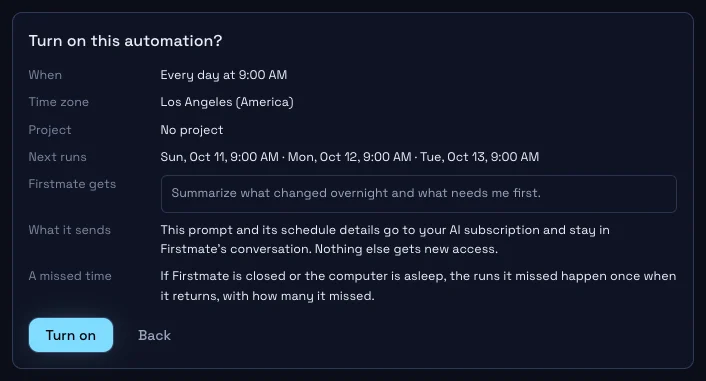 Turn on this automation?
When Every day at 9:00 AM
Time zone Los Angeles (America)
Project No project
Next runs Sun, Oct 11, 9:00 AM · Mon, Oct 12, 9:00 AM · Tue, Oct 13, 9:00 AM
Firstmate gets Summarize what changed overnight and what needs me first.
What it sends This prompt and its schedule details go to your AI subscription and stay in
Firstmate's conversation. Nothing else gets new access.
A missed time If Firstmate is closed or the computer is asleep, the runs it missed happen once when
it returns, with how many it missed.
Turn on Back